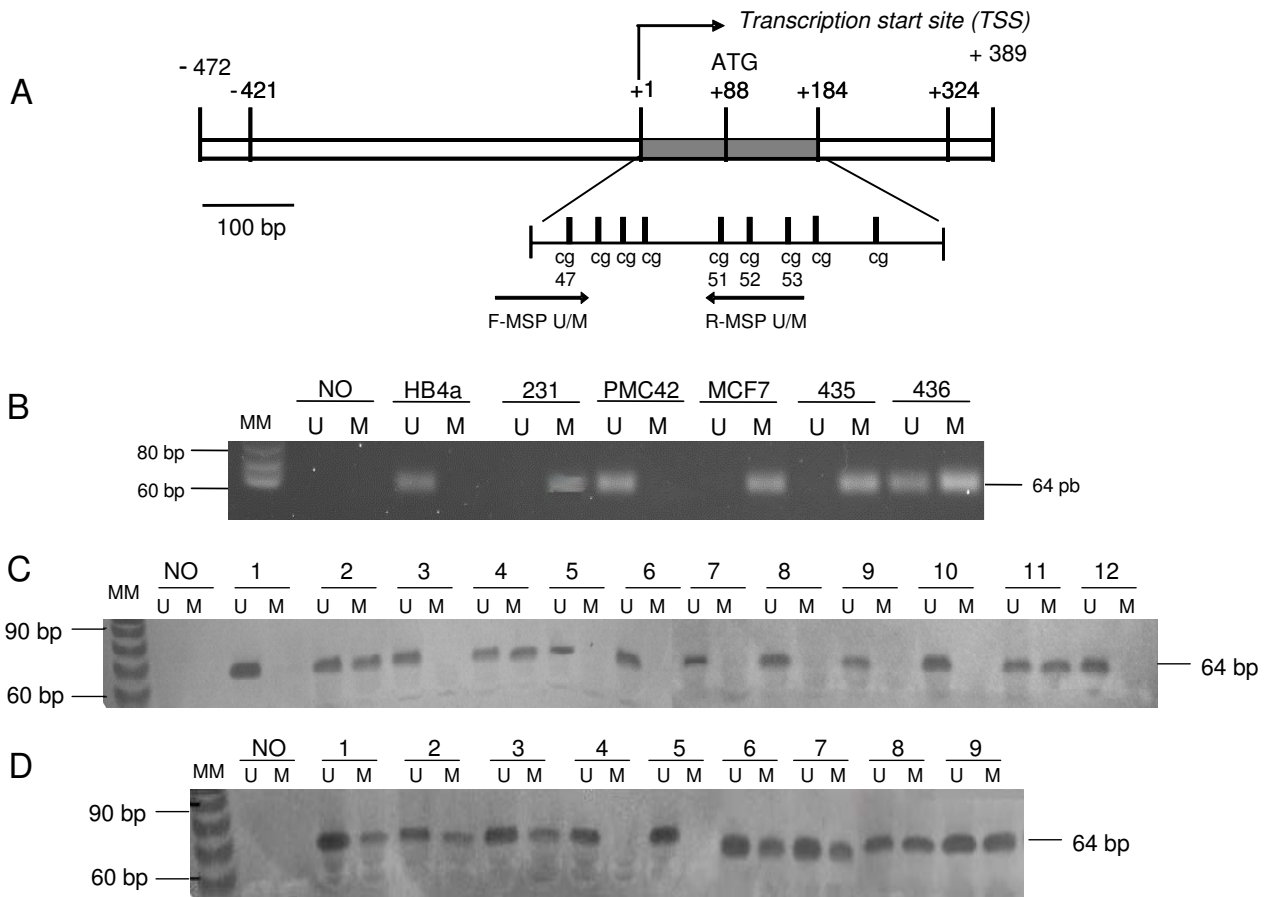 Transcription start site (TSS)
A
- 472
-421
+1
ATG
+88
+184
+324
+ 389
100 bp
cg cg cg cg cg cg cg cg cg
47 51 52 53
F-MSP U/M R-MSP U/M
B
NO HB4a 231 PMC42 MCF7 435 436
MM U M U M U M U M U M U M U M
80 bp
60 bp
64 pb
C
NO 1 2 3 4 5 6 7 8 9 10 11 12
MM U M U M U M U M U M U M U M U M U M U M U M U M U M
90 bp
60 bp
64 bp
D
NO 1 2 3 4 5 6 7 8 9
MM U M U M U M U M U M U M U M U M U M U M
90 bp
60 bp
64 bp